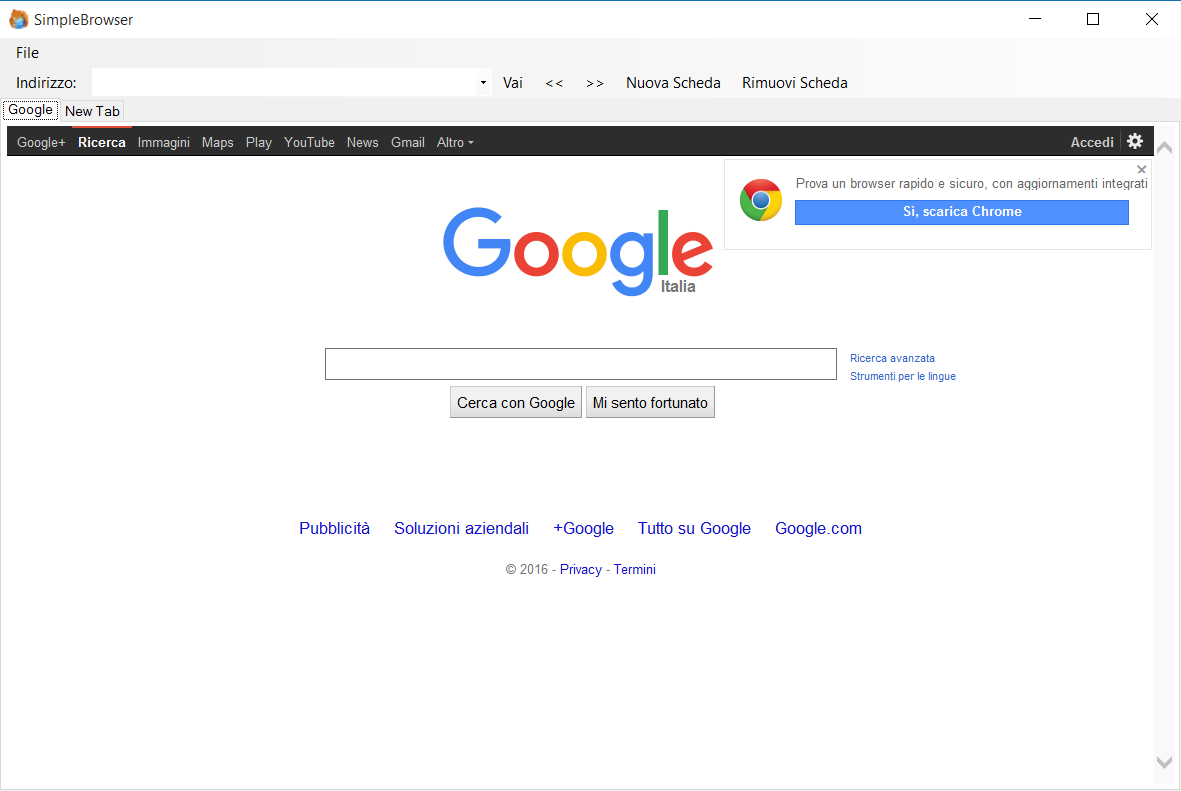 SimpleBrowser
File
Indirizzo: Vai << >> Nuova Scheda Rimuovi Scheda
Google New Tab
Google+ Ricerca Immagini Maps Play YouTube News Gmail Altro Accedi
Prova un browser rapido e sicuro, con aggiornamenti integrati
Sì, scarica Chrome
Google
Italia
Ricerca avanzata
Strumenti per le lingue
Cerca con Google Mi sento fortunato
Pubblicità Soluzioni aziendali +Google Tutto su Google Google.com
© 2016 - Privacy - Termini